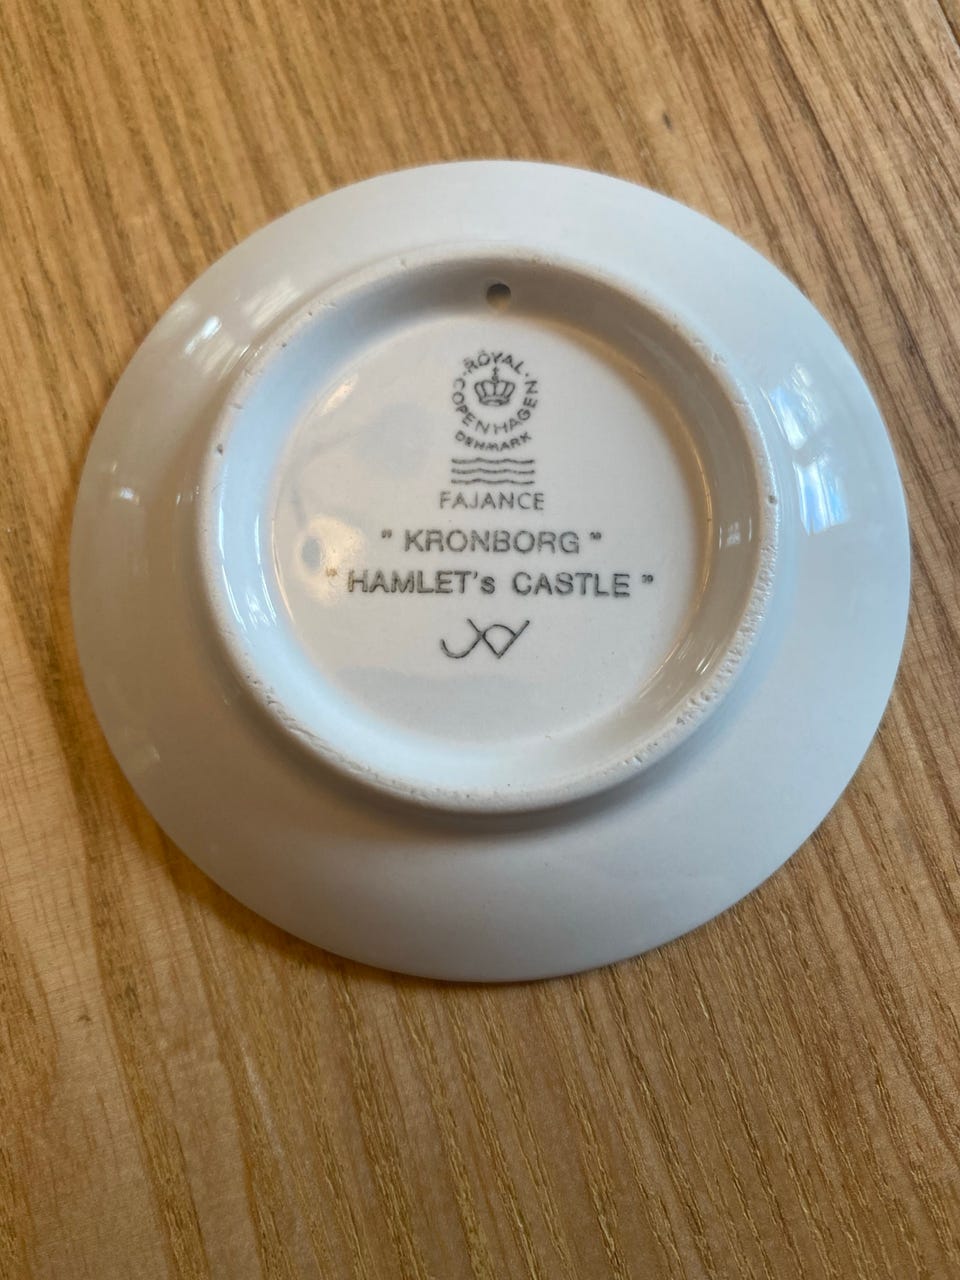 ROYAL
COPENHAGEN
DENMARK
FAJANCE
" KRONBORG "
" HAMLET's CASTLE "